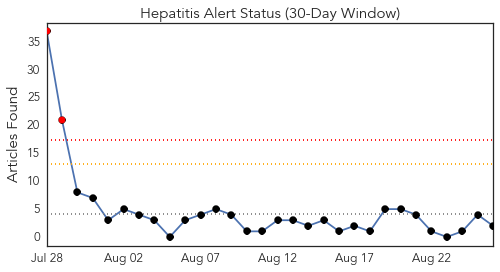 Hepatitis Alert Status (30-Day Window)
Articles Found
35
30
25
20
15
10
5
0
Jul 28
Aug 02
Aug 07
Aug 12
Aug 17
Aug 22